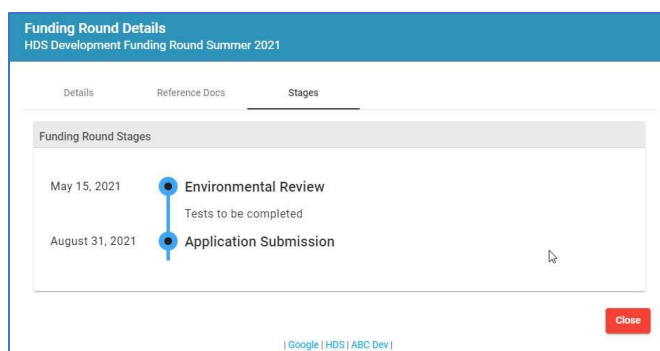 Funding Round Details
HDS Development Funding Round Summer 2021
Details Reference Docs Stages
Funding Round Stages
May 15, 2021 Environmental Review
Tests to be completed
August 31, 2021 Application Submission
Close
| Google | HDS | ABC Dev |